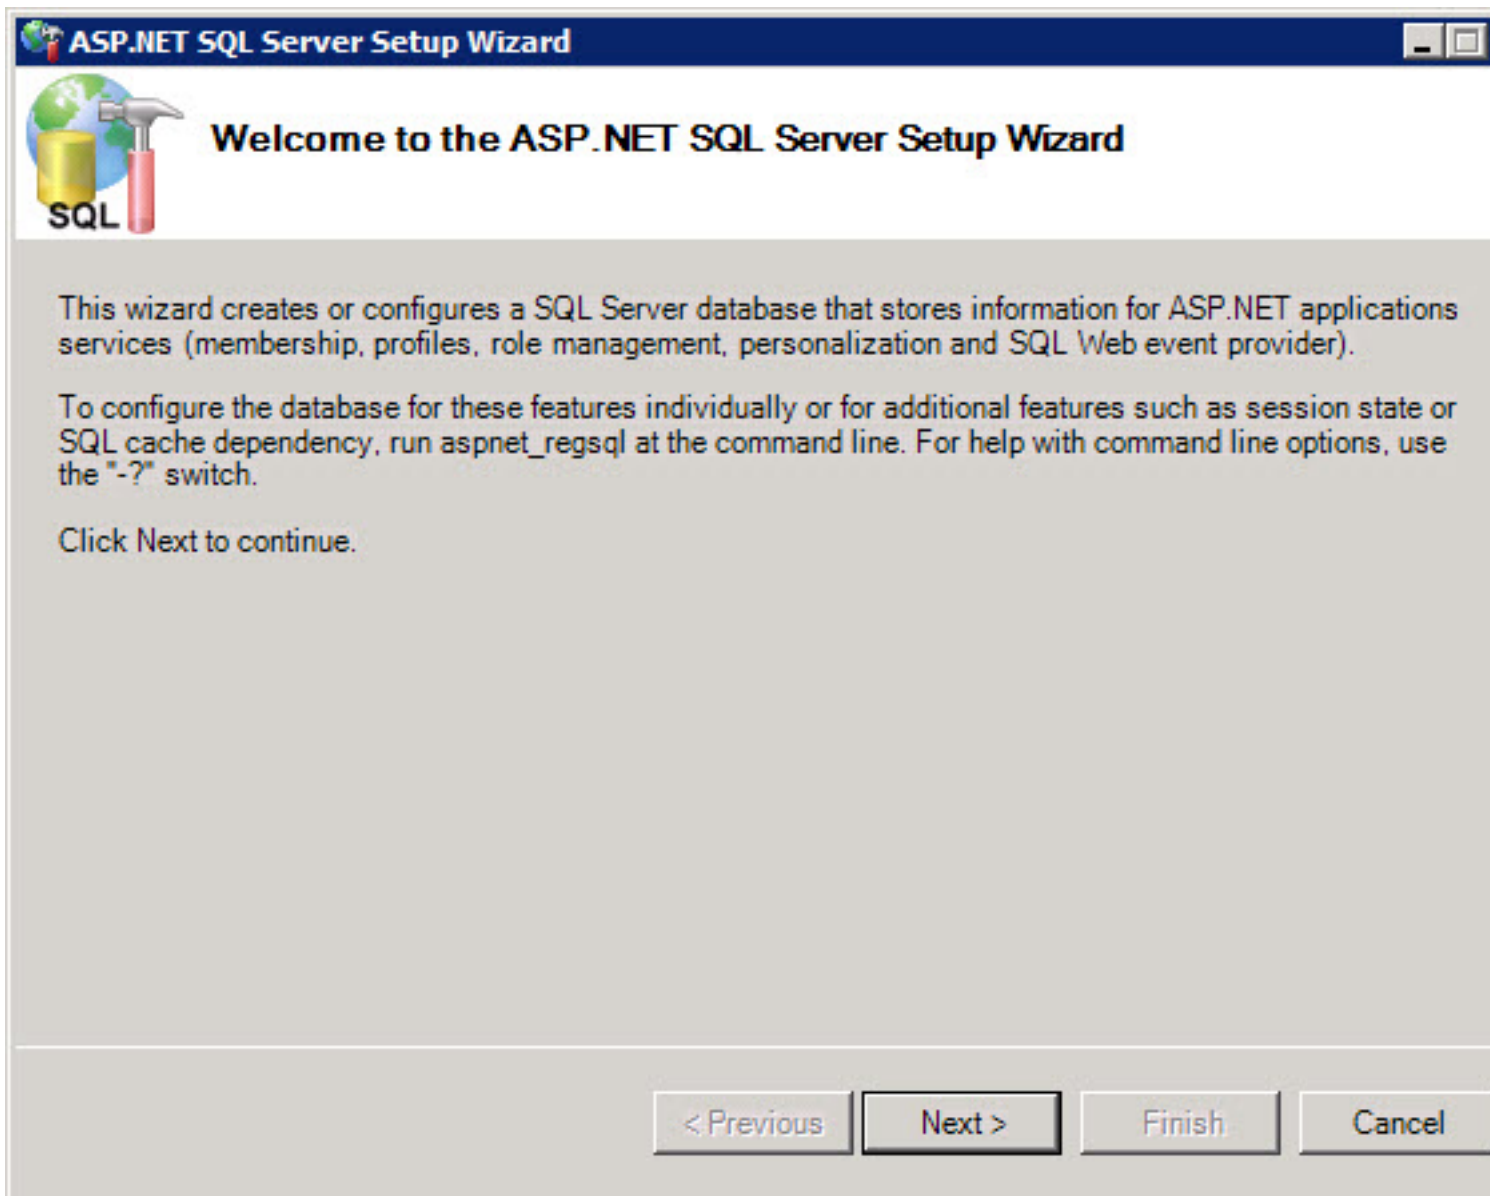 ASP.NET SQL Server Setup Wizard
Welcome to the ASP.NET SQL Server Setup Wizard
SQL
This wizard creates or configures a SQL Server database that stores information for ASP.NET applications
services (membership, profiles, role management, personalization and SQL Web event provider).
To configure the database for these features individually or for additional features such as session state or
SQL cache dependency, run aspnet_regsql at the command line. For help with command line options, use
the "-?" switch.
Click Next to continue.
< Previous
Next >
Finish
Cancel